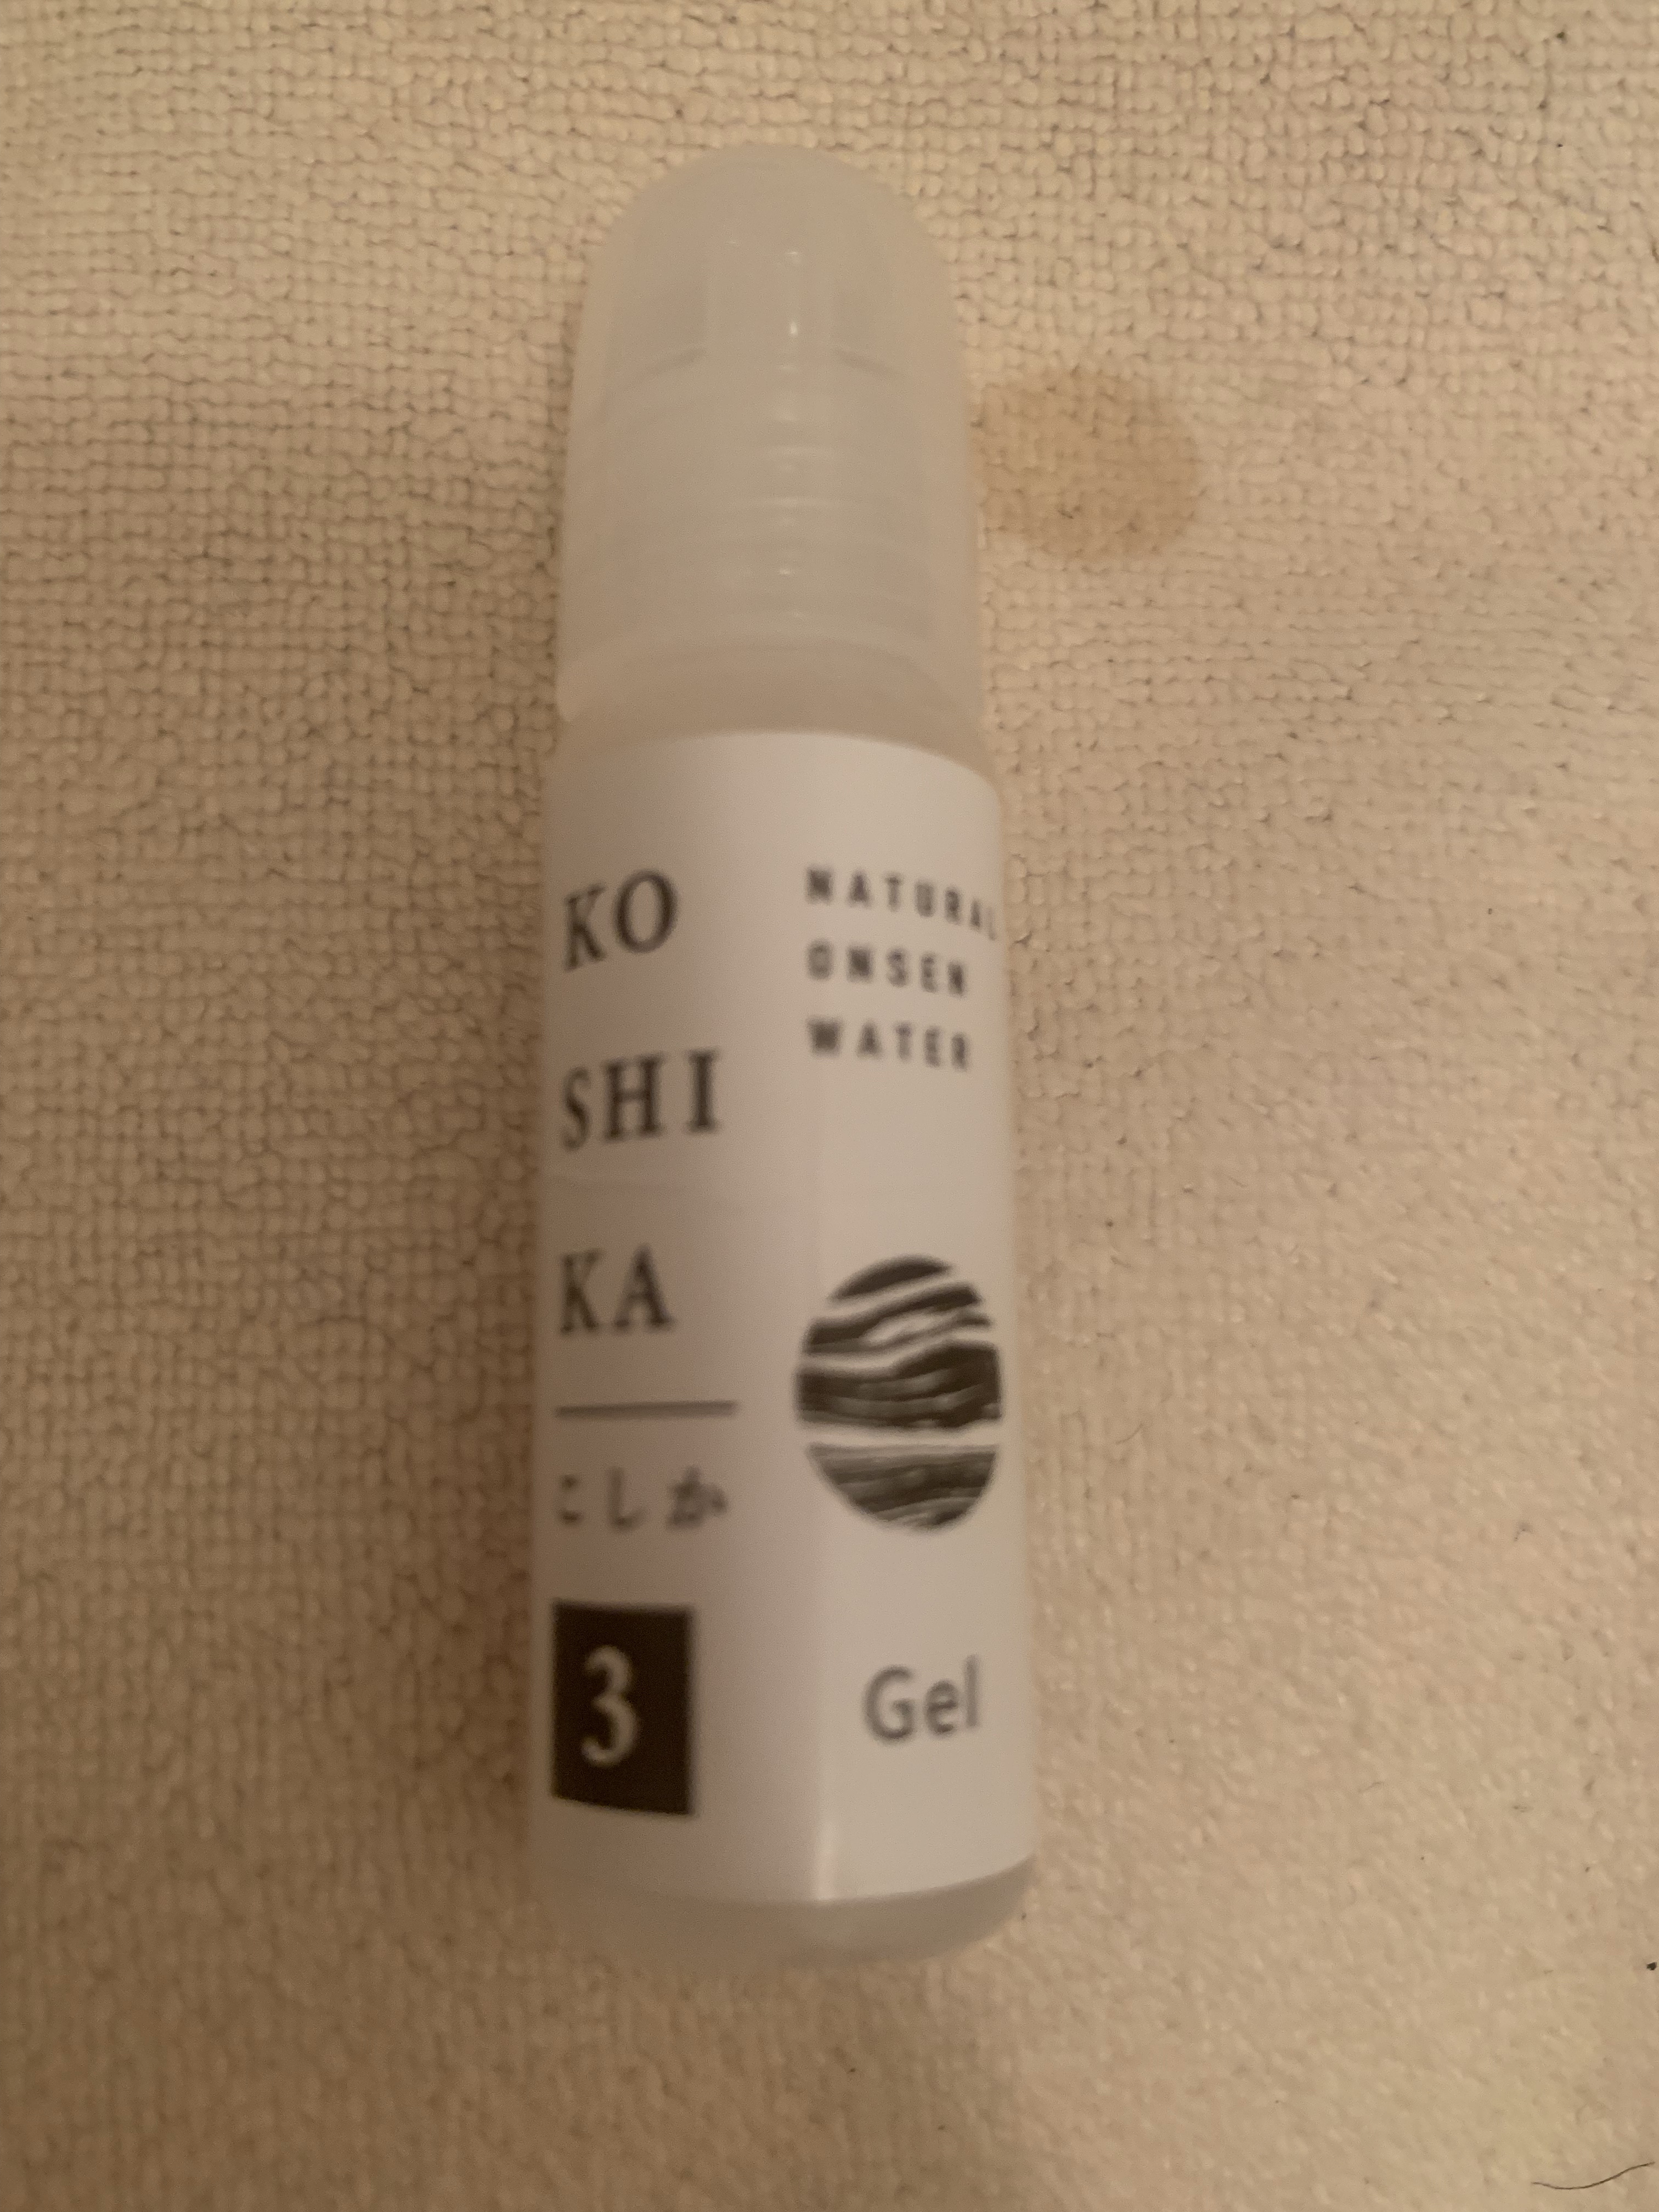 KO
SHI
KA
こしか
3
NATURAL
ONSEN
WATER
Gel